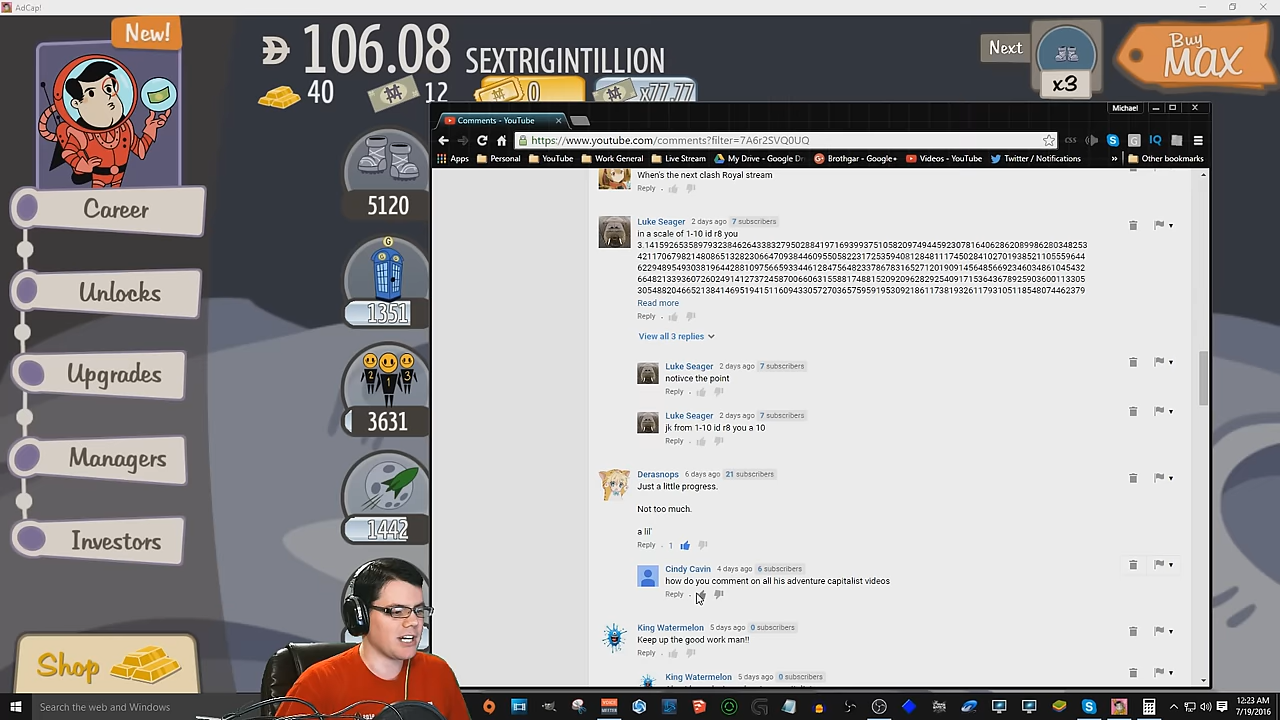 AdCap!
New!
106.08 SEXTRIGINTILLION
40
12
0
x77.77
Next
x3
Buy
MAX
Career
Unlocks
Upgrades
Managers
Investors
Shop
5120
1351
3631
1442
Michael
Comments - YouTube
https://www.youtube.com/comments?filter=7A6r2SVQ0UQ
Apps Personal YouTube Work General Live Stream My Drive - Google D Brothgar - Google+ Videos - YouTube Twitter / Notifications » Other bookmarks
When's the next clash Royal stream
Reply
Luke Seager 2 days ago 7 subscribers
in a scale of 1-10 id r8 you
Read more
Reply
View all 3 replies
Luke Seager 2 days ago 7 subscribers
notivce the point
Reply
Luke Seager 2 days ago 7 subscribers
jk from 1-10 id r8 you a 10
Reply
Derasnops 6 days ago 21 subscribers
Just a little progress.
Not too much.
a lil'
Reply 1
Cindy Cavin 4 days ago 6 subscribers
how do you comment on all his adventure capitalist videos
Reply
King Watermelon 5 days ago 0 subscribers
Keep up the good work man!!
Reply
King Watermelon 5 days ago 0 subscribers
Search the web and Windows
12:23 AM
7/19/2016